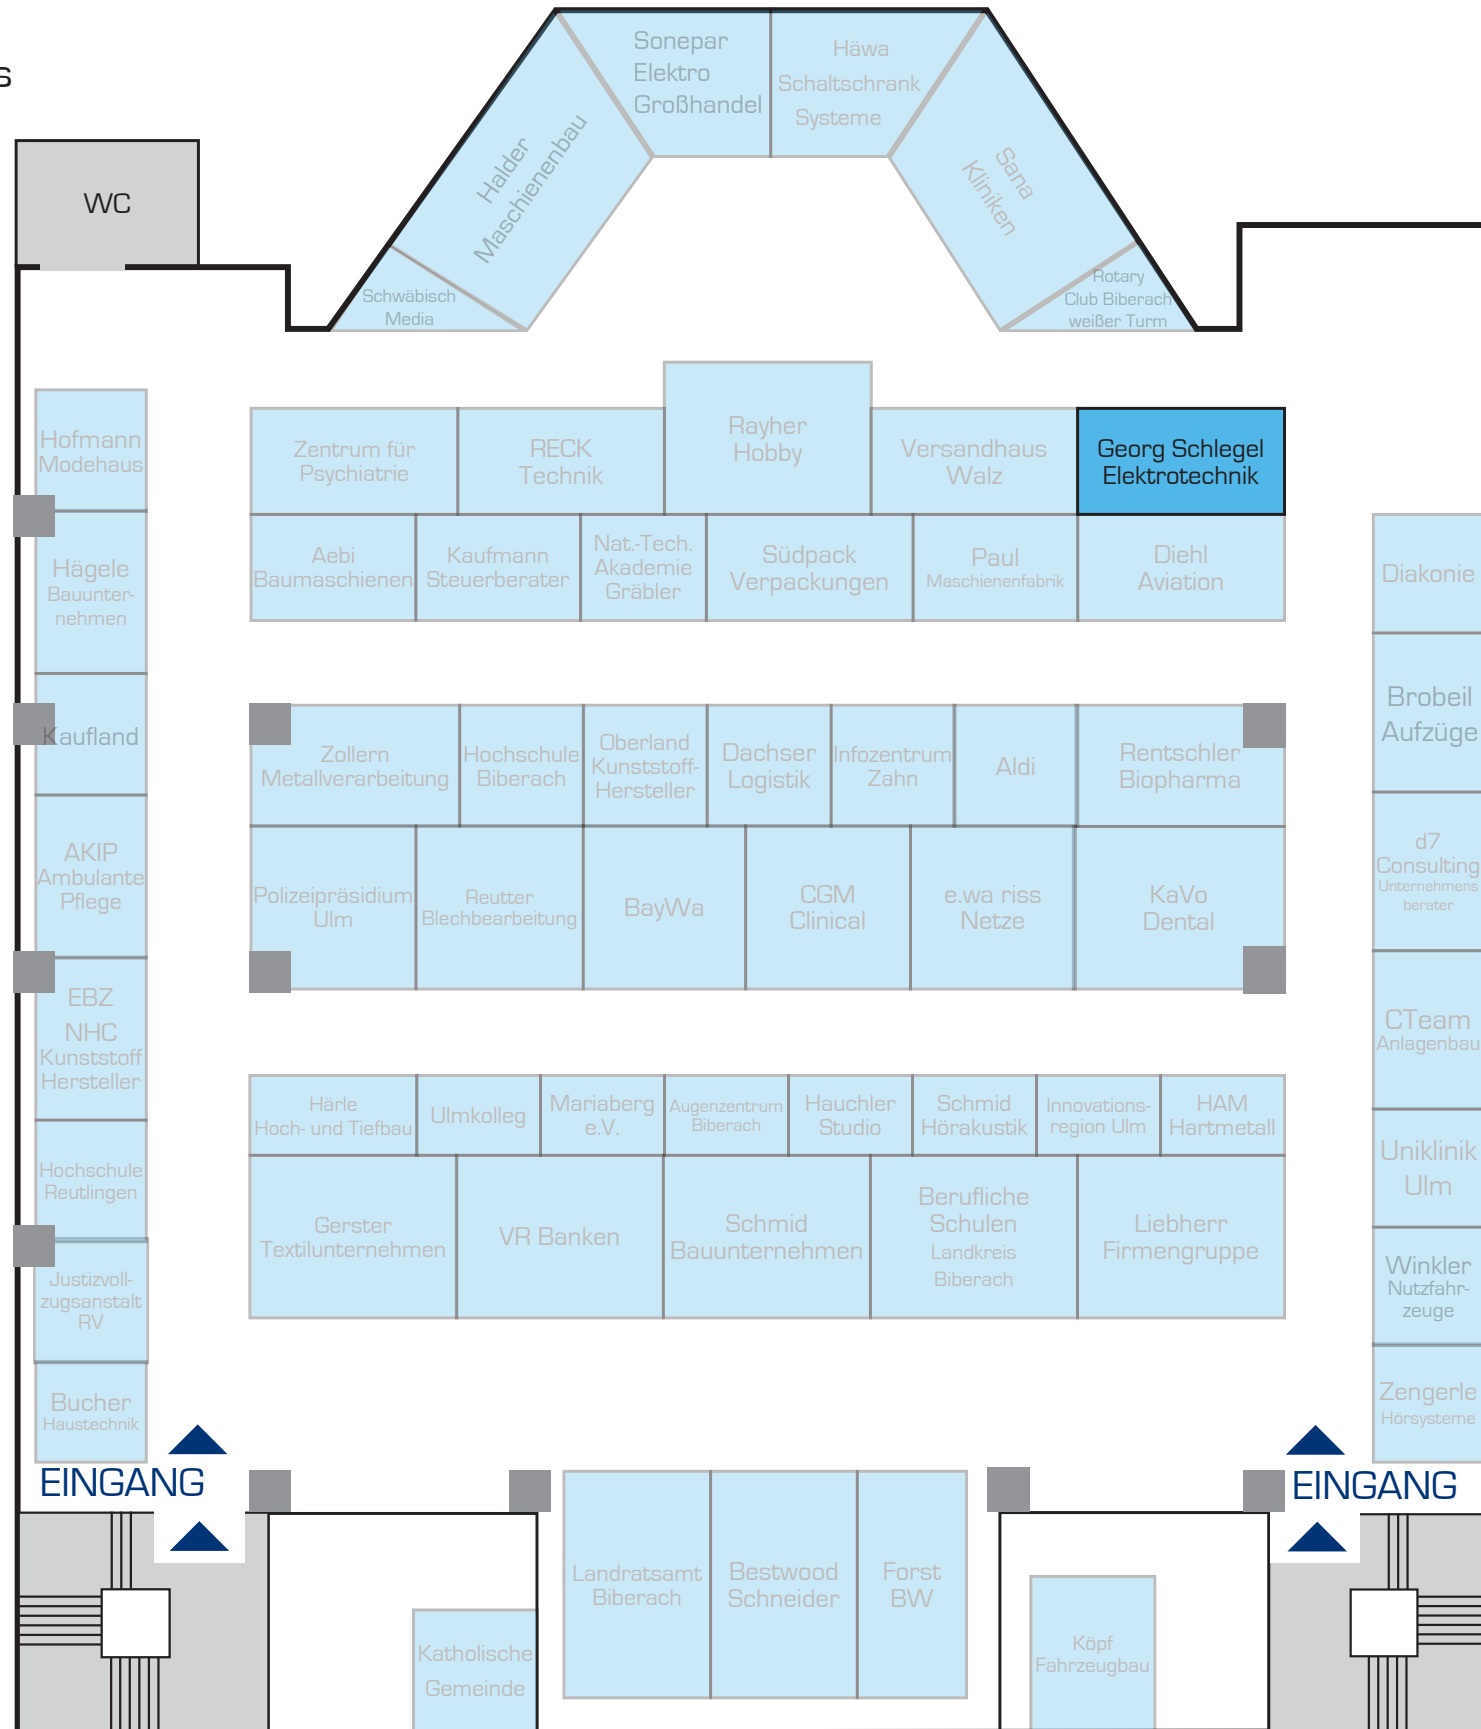 s
WC
Sonepar
Elektro
Großhandel
Häwa
Schaltschrank
Systeme
Halder
Maschienenbau
Sana
Kliniken
Schwäbisch
Media
Rotary
Club Biberach
weißer Turm
Hofmann
Modehaus
Hägele
Bauunter-
nehmen
Kaufland
AKIP
Ambulante
Pflege
EBZ
NHC
Kunststoff
Hersteller
Hochschule
Reutlingen
Justizvoll-
zugsanstalt
RV
Bucher
Haustechnik
Zentrum für
Psychiatrie
RECK
Technik
Rayher
Hobby
Versandhaus
Walz
Georg Schlegel
Elektrotechnik
Aebi
Baumaschienen
Kaufmann
Steuerberater
Nat.-Tech.
Akademie
Gräbler
Südpack
Verpackungen
Paul
Maschienenfabrik
Diehl
Aviation
Zollern
Metallverarbeitung
Hochschule
Biberach
Oberland
Kunststoff-
Hersteller
Dachser
Logistik
Infozentrum
Zahn
Aldi
Rentschler
Biopharma
Polizeipräsidium
Ulm
Reutter
Blechbearbeitung
BayWa
CGM
Clinical
e.wa riss
Netze
KaVo
Dental
Härle
Hoch- und Tiefbau
Ulmkolleg
Mariaberg
e.V.
Augenzentrum
Biberach
Hauchler
Studio
Schmid
Hörakustik
Innovations-
region Ulm
HAM
Hartmetall
Gerster
Textilunternehmen
VR Banken
Schmid
Bauunternehmen
Berufliche
Schulen
Landkreis
Biberach
Liebherr
Firmengruppe
Diakonie
Brobeil
Aufzüge
d7
Consulting
Unternehmens
berater
CTeam
Anlagenbau
Uniklinik
Ulm
Winkler
Nutzfahr-
zeuge
Zengerle
Hörsysteme
EINGANG
EINGANG
Landratsamt
Biberach
Bestwood
Schneider
Forst
BW
Katholische
Gemeinde
Köpf
Fahrzeugbau